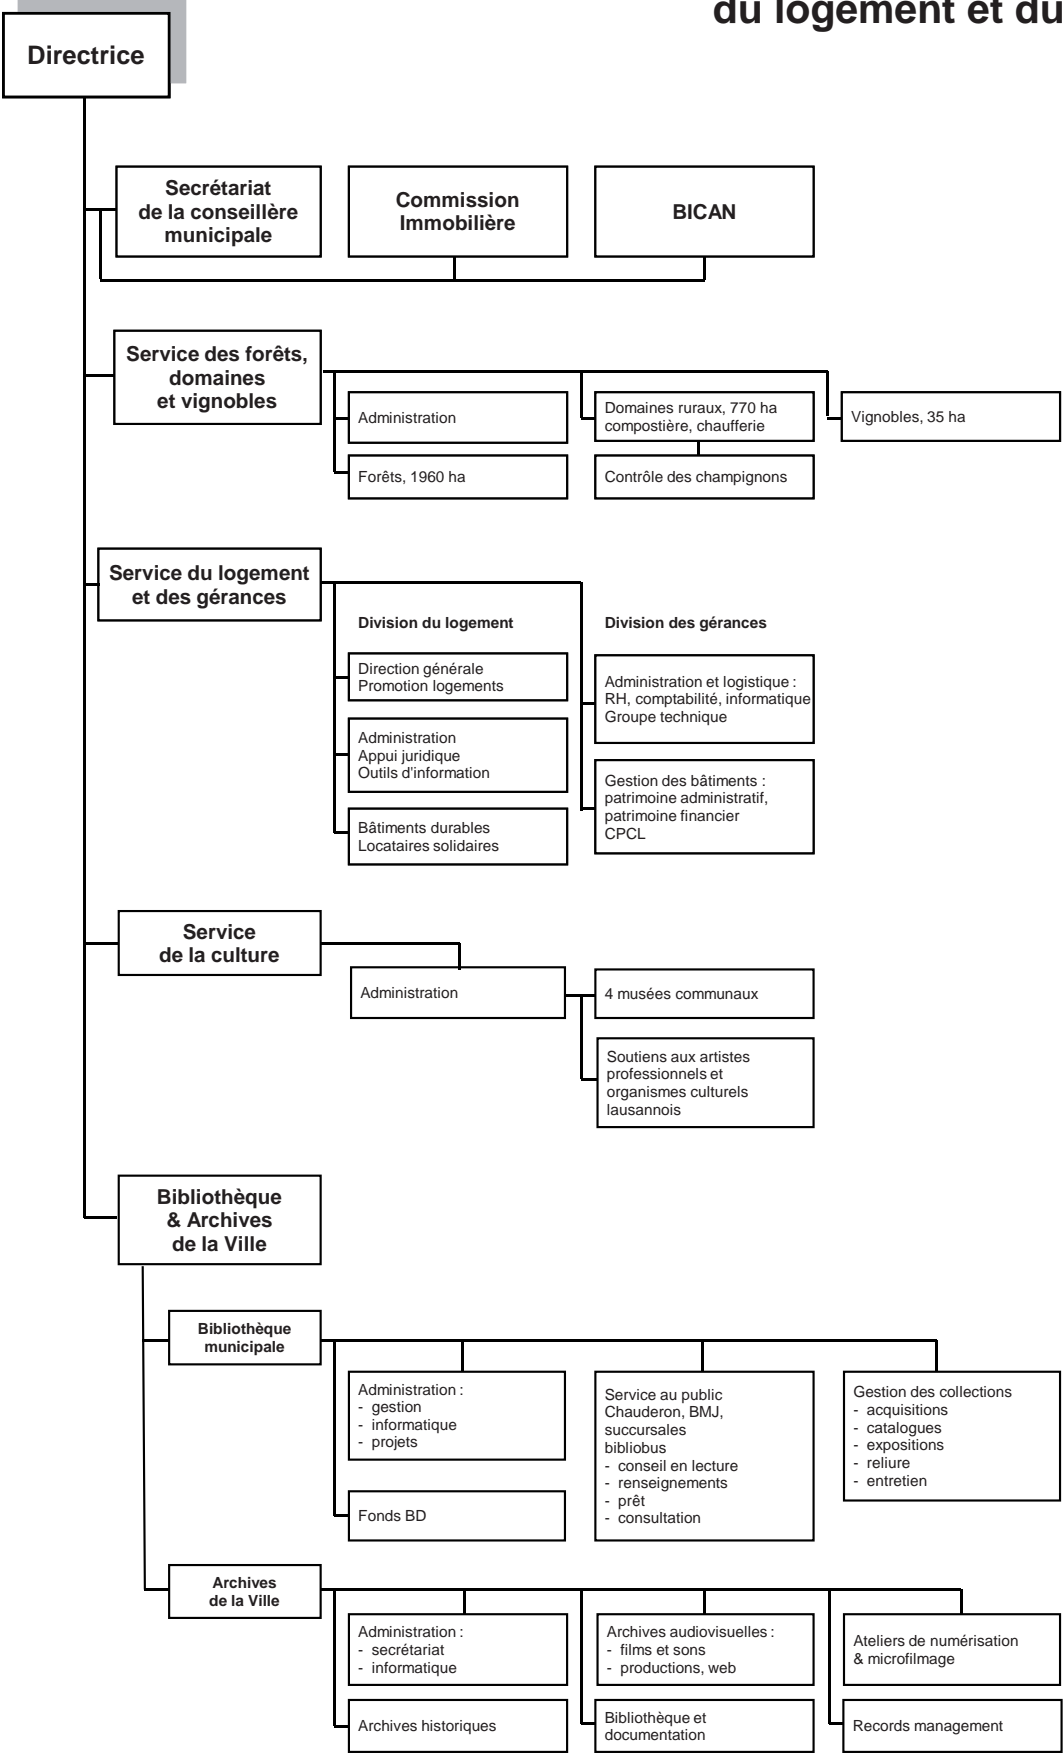 du logement et du
Directrice
Secrétariat
de la conseillère
municipale
Commission
Immobilière
BICAN
Service des forêts,
domaines
et vignobles
Administration
Domaines ruraux, 770 ha
compostière, chaufferie
Vignobles, 35 ha
Forêts, 1960 ha
Contrôle des champignons
Service du logement
et des gérances
Division du logement
Direction générale
Promotion logements
Administration
Appui juridique
Outils d'information
Bâtiments durables
Locataires solidaires
Division des gérances
Administration et logistique :
RH, comptabilité, informatique
Groupe technique
Gestion des bâtiments :
patrimoine administratif,
patrimoine financier
CPCL
Service
de la culture
Administration
4 musées communaux
Soutiens aux artistes
professionnels et
organismes culturels
lausannois
Bibliothèque
& Archives
de la Ville
Bibliothèque
municipale
Administration :
- gestion
- informatique
- projets
Fonds BD
Service au public
Chauderon, BMJ,
succursales
bibliobus
- conseil en lecture
- renseignements
- prêt
- consultation
Gestion des collections
- acquisitions
- catalogues
- expositions
- reliure
- entretien
Archives
de la Ville
Administration :
- secrétariat
- informatique
Archives audiovisuelles :
- films et sons
- productions, web
Ateliers de numérisation
& microfilmage
Archives historiques
Bibliothèque et
documentation
Records management